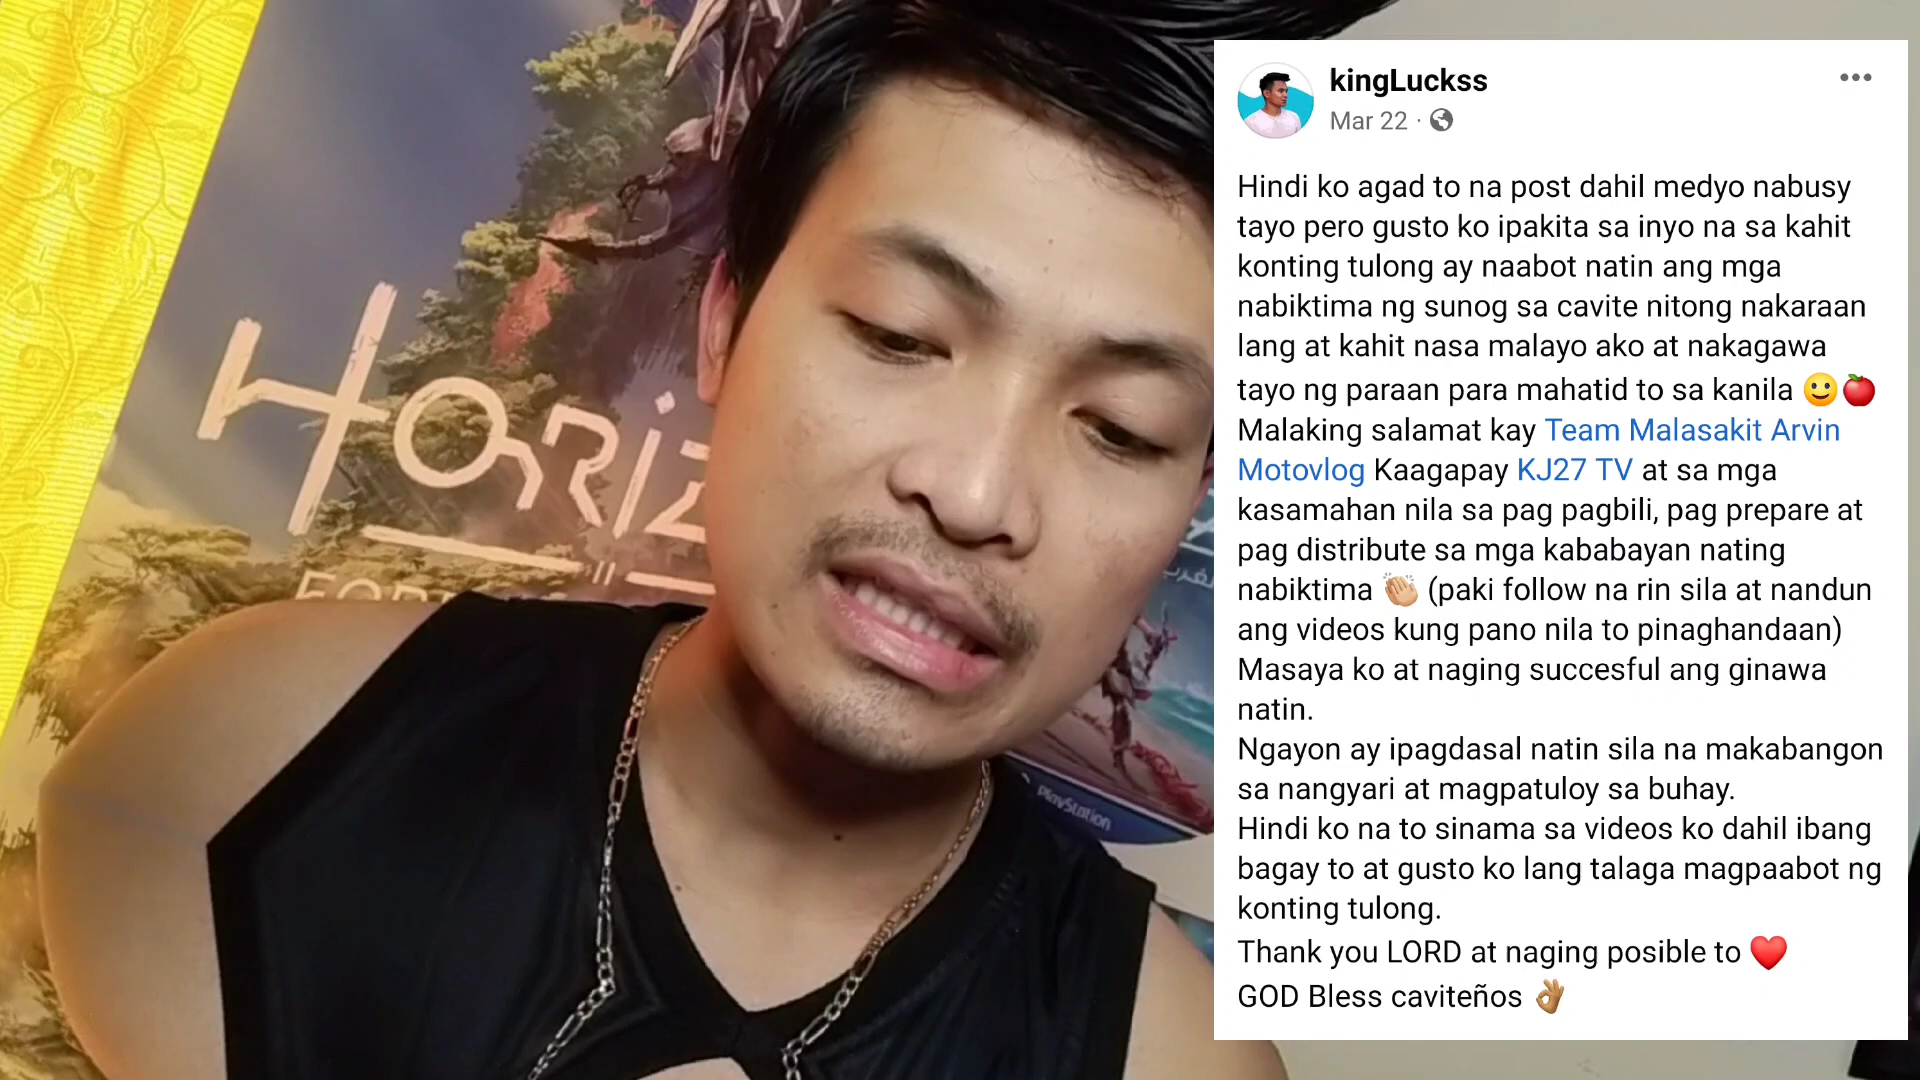 HORIZ
II
FOR
PlayStation
kingLuckss
Mar 22 ·
Hindi ko agad to na post dahil medyo nabusy
tayo pero gusto ko ipakita sa inyo na sa kahit
konting tulong ay naabot natin ang mga
nabiktima ng sunog sa cavite nitong nakaraan
lang at kahit nasa malayo ako at nakagawa
tayo ng paraan para mahatid to sa kanila 🙂🍎
Malaking salamat kay Team Malasakit Arvin
Motovlog Kaagapay KJ27 TV at sa mga
kasamahan nila sa pag pagbili, pag prepare at
pag distribute sa mga kababayan nating
nabiktima 👏🏼 (paki follow na rin sila at nandun
ang videos kung pano nila to pinaghandaan)
Masaya ko at naging succesful ang ginawa
natin.
Ngayon ay ipagdasal natin sila na makabangon
sa nangyari at magpatuloy sa buhay.
Hindi ko na to sinama sa videos ko dahil ibang
bagay to at gusto ko lang talaga magpaabot ng
konting tulong.
Thank you LORD at naging posible to ❤️
GOD Bless caviteños 👌🏽